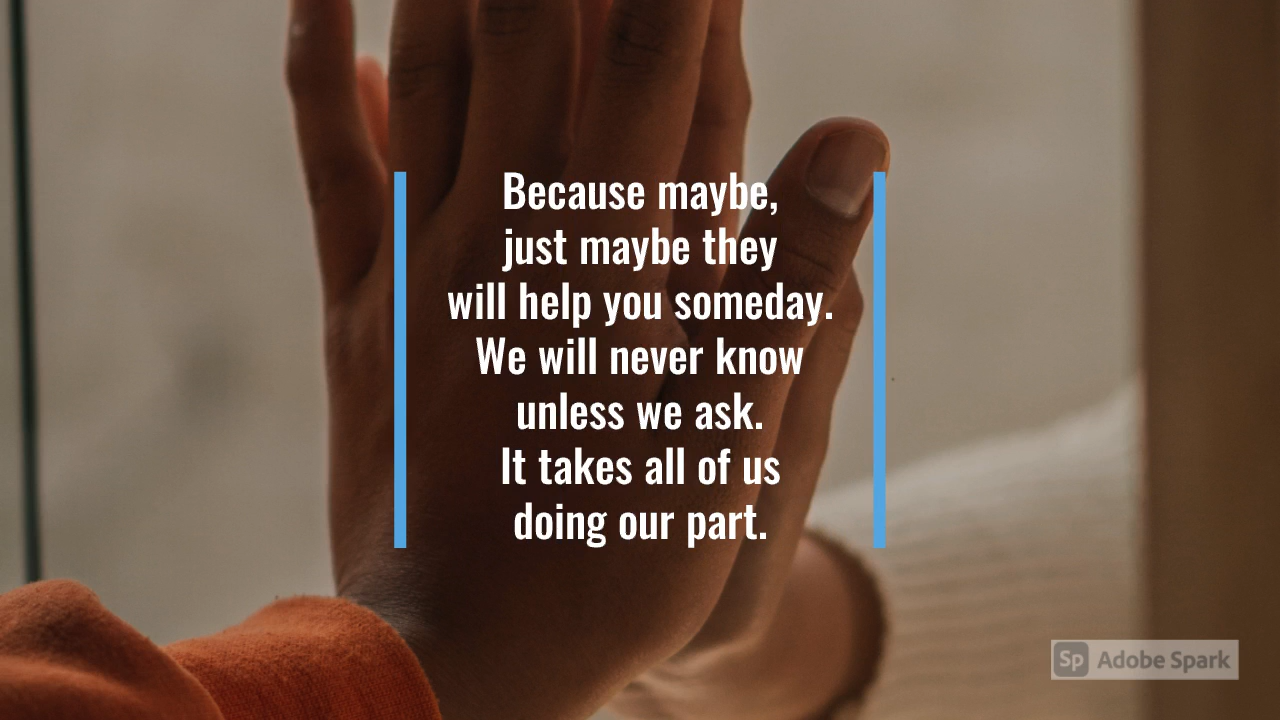 Because maybe,
just maybe they
will help you someday.
We will never know
unless we ask.
It takes all of us
doing our part.
Sp Adobe Spark